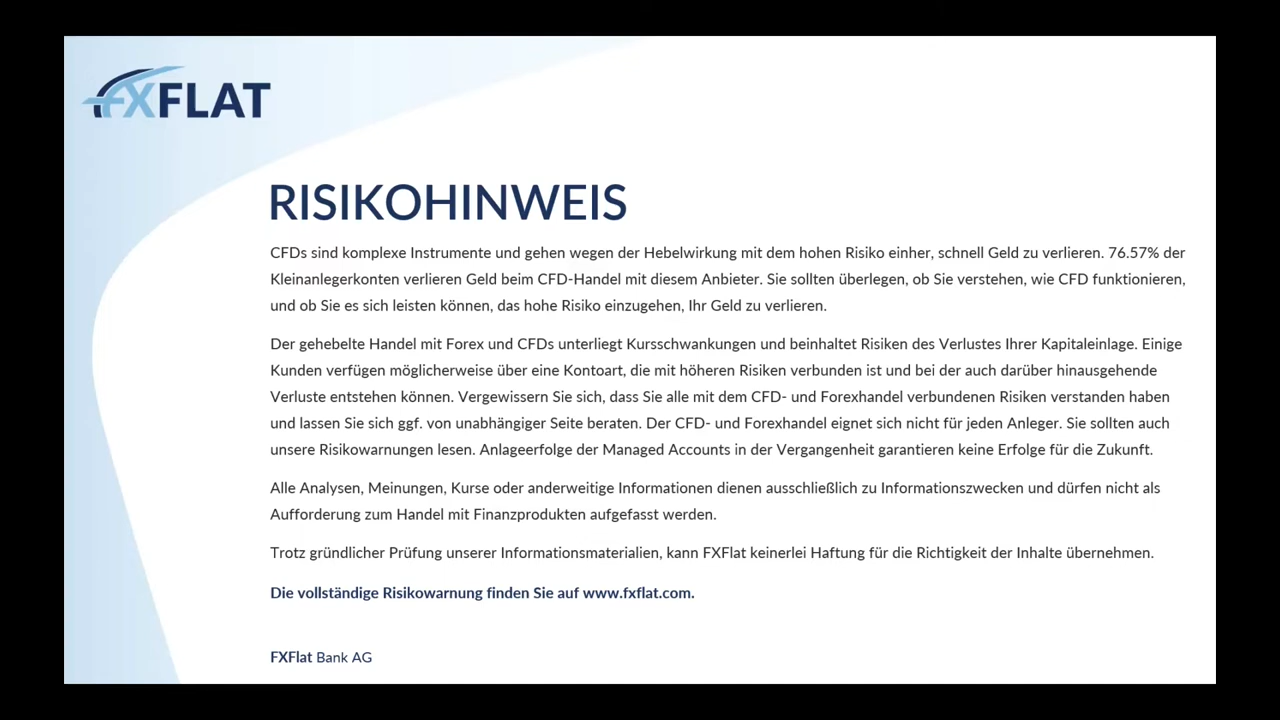 FXFLAT
RISIKOHINWEIS
CFDs sind komplexe Instrumente und gehen wegen der Hebelwirkung mit dem hohen Risiko einher, schnell Geld zu verlieren. 76.57% der
Kleinanlegerkonten verlieren Geld beim CFD-Handel mit diesem Anbieter. Sie sollten überlegen, ob Sie verstehen, wie CFD funktionieren,
und ob Sie es sich leisten können, das hohe Risiko einzugehen, Ihr Geld zu verlieren.
Der gehebelte Handel mit Forex und CFDs unterliegt Kursschwankungen und beinhaltet Risiken des Verlustes Ihrer Kapitaleinlage. Einige
Kunden verfügen möglicherweise über eine Kontoart, die mit höheren Risiken verbunden ist und bei der auch darüber hinausgehende
Verluste entstehen können. Vergewissern Sie sich, dass Sie alle mit dem CFD- und Forexhandel verbundenen Risiken verstanden haben
und lassen Sie sich ggf. von unabhängiger Seite beraten. Der CFD- und Forexhandel eignet sich nicht für jeden Anleger. Sie sollten auch
unsere Risikowarnungen lesen. Anlageerfolge der Managed Accounts in der Vergangenheit garantieren keine Erfolge für die Zukunft.
Alle Analysen, Meinungen, Kurse oder anderweitige Informationen dienen ausschließlich zu Informationszwecken und dürfen nicht als
Aufforderung zum Handel mit Finanzprodukten aufgefasst werden.
Trotz gründlicher Prüfung unserer Informationsmaterialien, kann FXFlat keinerlei Haftung für die Richtigkeit der Inhalte übernehmen.
Die vollständige Risikowarnung finden Sie auf www.fxflat.com.
FXFlat Bank AG